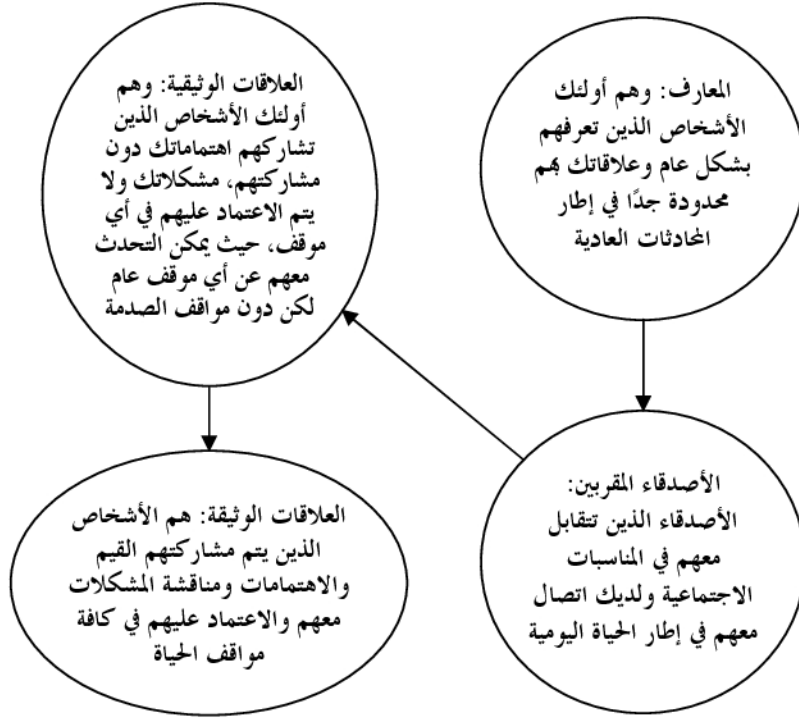 المعارف: وهم أولئك
الأشخاص الذين تعرفهم
بشكل عام وعلاقاتك بهم
محدودة جدًا في إطار
المحادثات العادية
الأصدقاء المقربين:
الأصدقاء الذين تتقابل
معهم في المناسبات
الاجتماعية ولديك اتصال
معهم في إطار الحياة اليومية
العلاقات الوثيقية: وهم
أولئك الأشخاص الذين
تشاركهم اهتماماتك دون
مشاركتهم، مشكلاتك ولا
يتم الاعتماد عليهم في أي
موقف، حيث يمكن التحدث
معهم عن أي موقف عام
لكن دون مواقف الصدمة
العلاقات الوثيقة: هم الأشخاص
الذين يتم مشاركتهم القيم
والاهتمامات ومناقشة المشكلات
معهم والاعتماد عليهم في كافة
مواقف الحياة